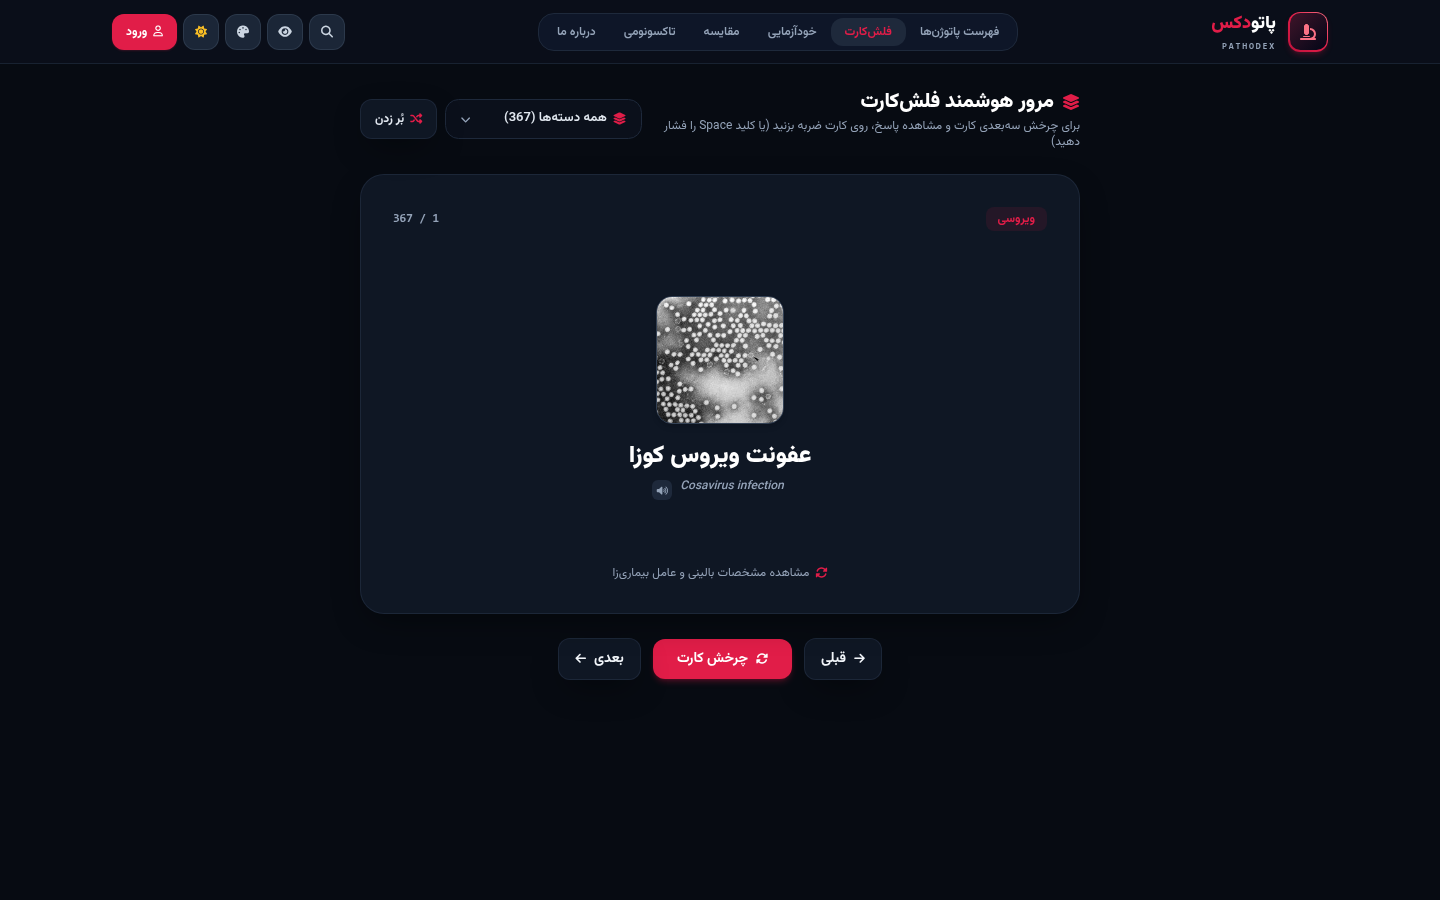 پاتودکس
PATHODEX
فهرست پاتوژن‌ها
فلش‌کارت
خودآزمایی
مقایسه
تاکسونومی
درباره ما
ورود
مرور هوشمند فلش‌کارت
برای چرخش سه‌بعدی کارت و مشاهده پاسخ، روی کارت ضربه بزنید (یا کلید Space را فشار
دهید)
همه دسته‌ها (367)
بُر زدن
ویروسی
1 / 367
عفونت ویروس کوزا
Cosavirus infection
مشاهده مشخصات بالینی و عامل بیماری‌زا
قبلی
چرخش کارت
بعدی